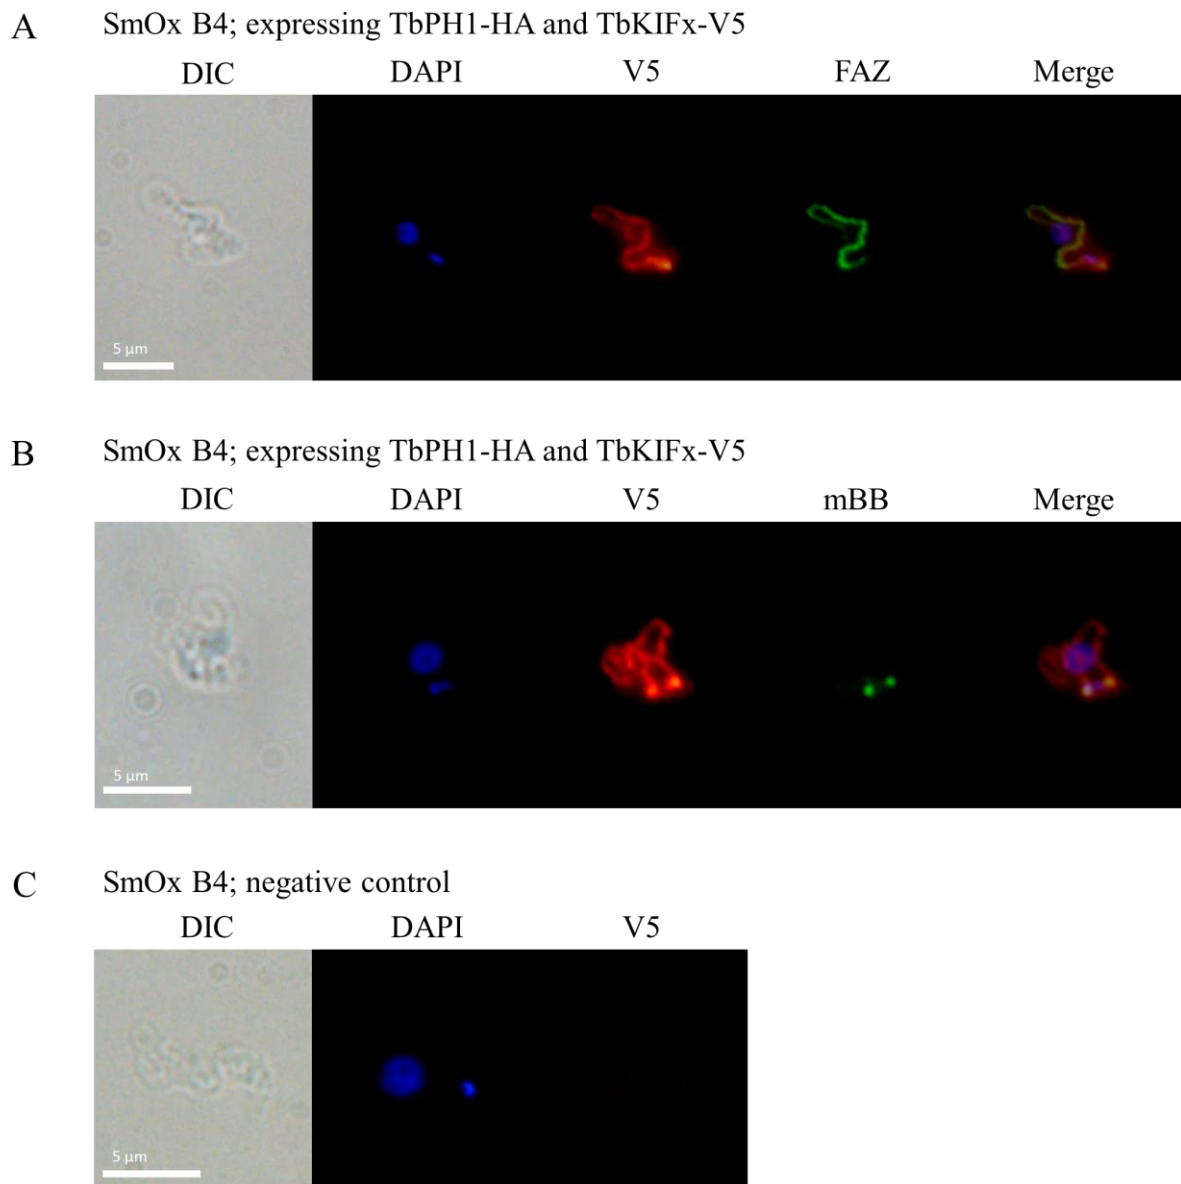 A SmOx B4; expressing TbPH1-HA and TbKIFx-V5
DIC DAPI V5 FAZ Merge
5 µm
B SmOx B4; expressing TbPH1-HA and TbKIFx-V5
DIC DAPI V5 mBB Merge
5 µm
C SmOx B4; negative control
DIC DAPI V5
5 µm